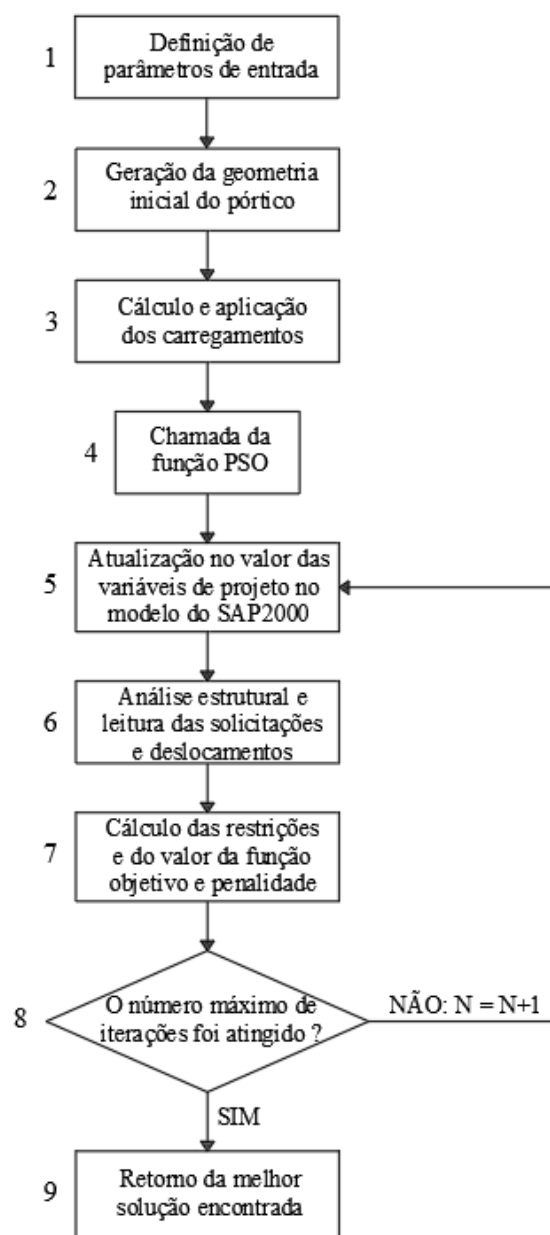 1
Definição de
parâmetros de entrada
2
Geração da geometria
inicial do pórtico
3
Cálculo e aplicação
dos carregamentos
4
Chamada da
função PSO
5
Atualização no valor das
variáveis de projeto no
modelo do SAP2000
6
Análise estrutural e
leitura das solicitações
e deslocamentos
7
Cálculo das restrições
e do valor da função
objetivo e penalidade
8
O número máximo de
iterações foi atingido ?
NÃO: N = N+1
SIM
9
Retorno da melhor
solução encontrada